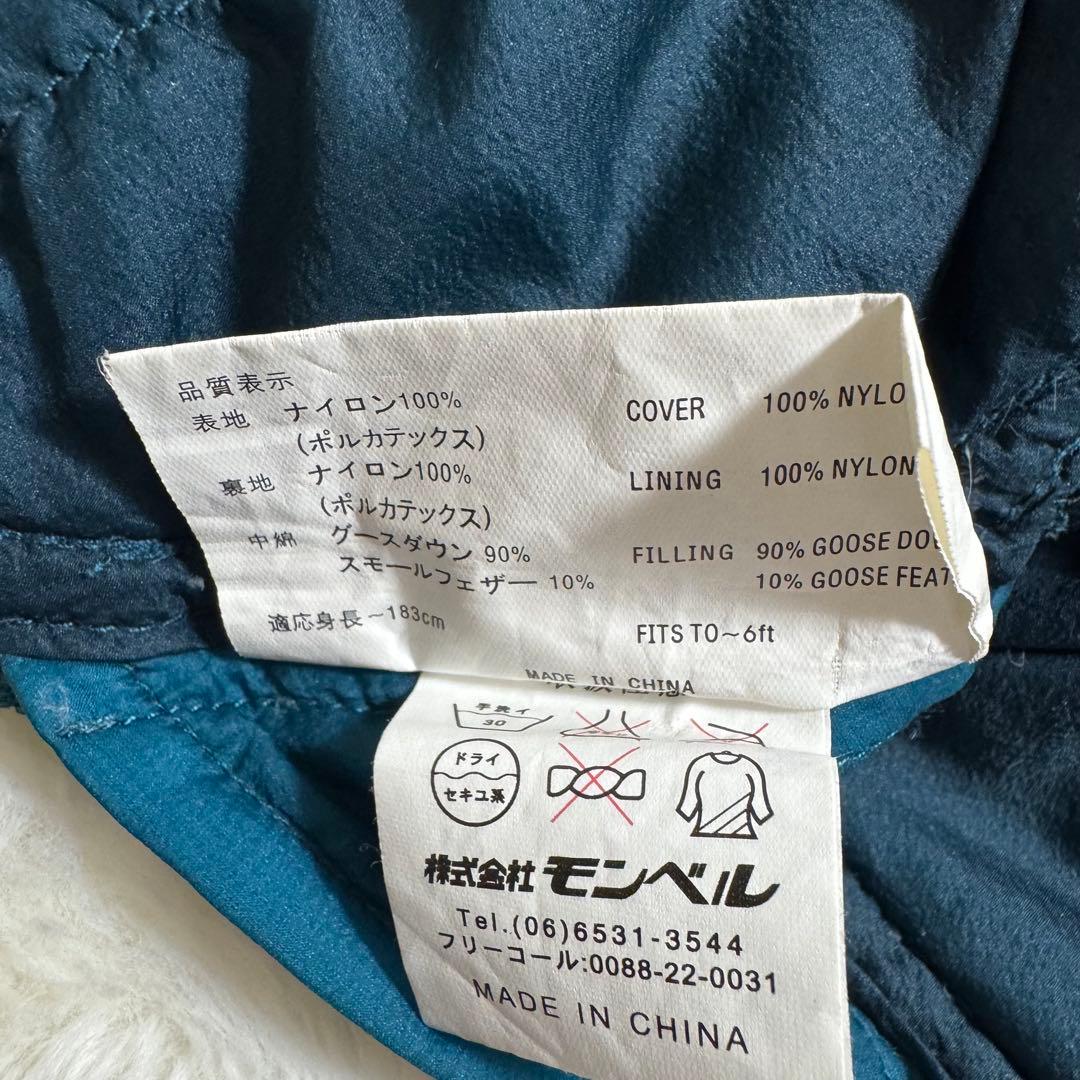 品質表示
表地 ナイロン100%
(ポルカテックス)
裏地 ナイロン100%
(ポルカテックス)
中綿 グースダウン 90%
スモールフェザー 10%
適応身長~183cm
COVER 100% NYLO
LINING 100% NYLON
FILLING 90% GOOSE DO
10% GOOSE FEAT
FITS TO~6ft
MADE IN CHINA
手洗イ
30
ドライ
セキユ系
株式会社モンベル
Tel.(06)6531-3544
フリーコール:0088-22-0031
MADE IN CHINA